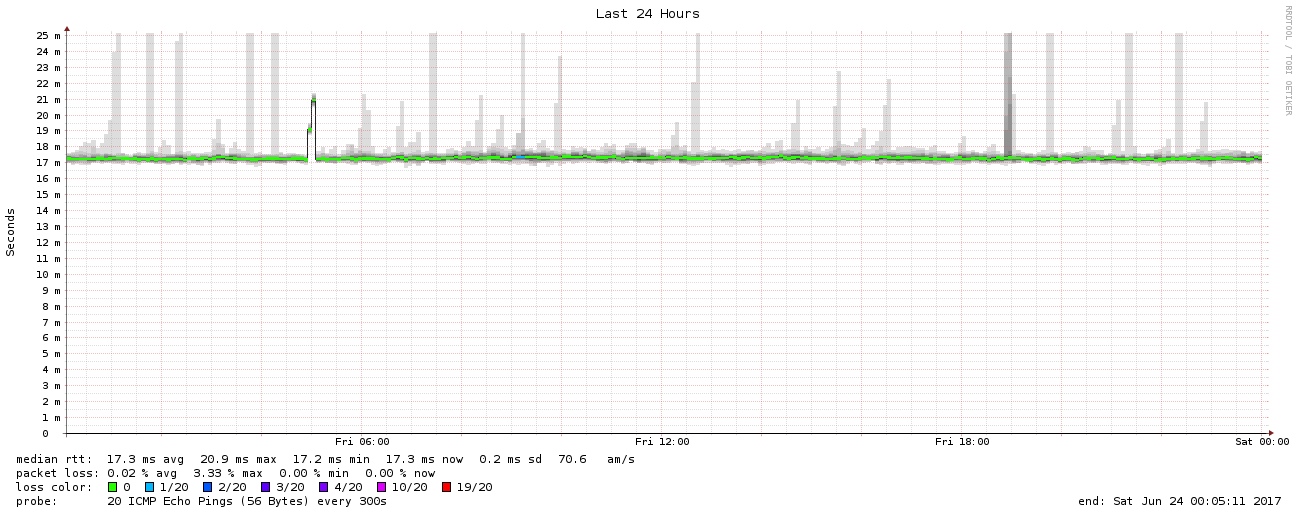 Last 24 Hours
RRDTOOL / TOBI OETIKER
Seconds
25 m
24 m
23 m
22 m
21 m
20 m
19 m
18 m
17 m
16 m
15 m
14 m
13 m
12 m
11 m
10 m
9 m
8 m
7 m
6 m
5 m
4 m
3 m
2 m
1 m
0
Fri 06:00 Fri 12:00 Fri 18:00 Sat 00:00
median rtt: 17.3 ms avg 20.9 ms max 17.2 ms min 17.3 ms now 0.2 ms sd 70.6 am/s
packet loss: 0.02 % avg 3.33 % max 0.00 % min 0.00 % now
loss color: 0 1/20 2/20 3/20 4/20 10/20 19/20
probe: 20 ICMP Echo Pings (56 Bytes) every 300s end: Sat Jun 24 00:05:11 2017